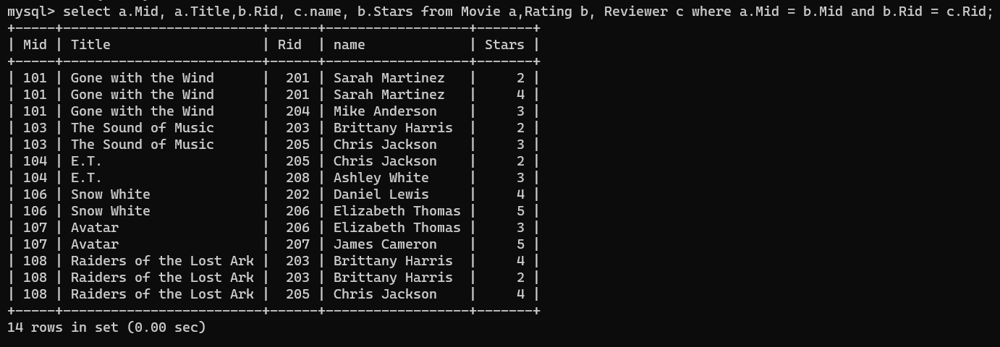 mysql> select a.Mid, a.Title,b.Rid, c.name, b.Stars from Movie a,Rating b, Reviewer c where a.Mid = b.Mid and b.Rid = c.Rid;
+-----+-------------------------+------+------------------+-------+
| Mid | Title                   | Rid  | name             | Stars |
+-----+-------------------------+------+------------------+-------+
| 101 | Gone with the Wind      |  201 | Sarah Martinez   |     2 |
| 101 | Gone with the Wind      |  201 | Sarah Martinez   |     4 |
| 101 | Gone with the Wind      |  204 | Mike Anderson    |     3 |
| 103 | The Sound of Music      |  203 | Brittany Harris  |     2 |
| 103 | The Sound of Music      |  205 | Chris Jackson    |     3 |
| 104 | E.T.                    |  205 | Chris Jackson    |     2 |
| 104 | E.T.                    |  208 | Ashley White     |     3 |
| 106 | Snow White              |  202 | Daniel Lewis     |     4 |
| 106 | Snow White              |  206 | Elizabeth Thomas |     5 |
| 107 | Avatar                  |  206 | Elizabeth Thomas |     3 |
| 107 | Avatar                  |  207 | James Cameron    |     5 |
| 108 | Raiders of the Lost Ark |  203 | Brittany Harris  |     4 |
| 108 | Raiders of the Lost Ark |  203 | Brittany Harris  |     2 |
| 108 | Raiders of the Lost Ark |  205 | Chris Jackson    |     4 |
+-----+-------------------------+------+------------------+-------+
14 rows in set (0.00 sec)